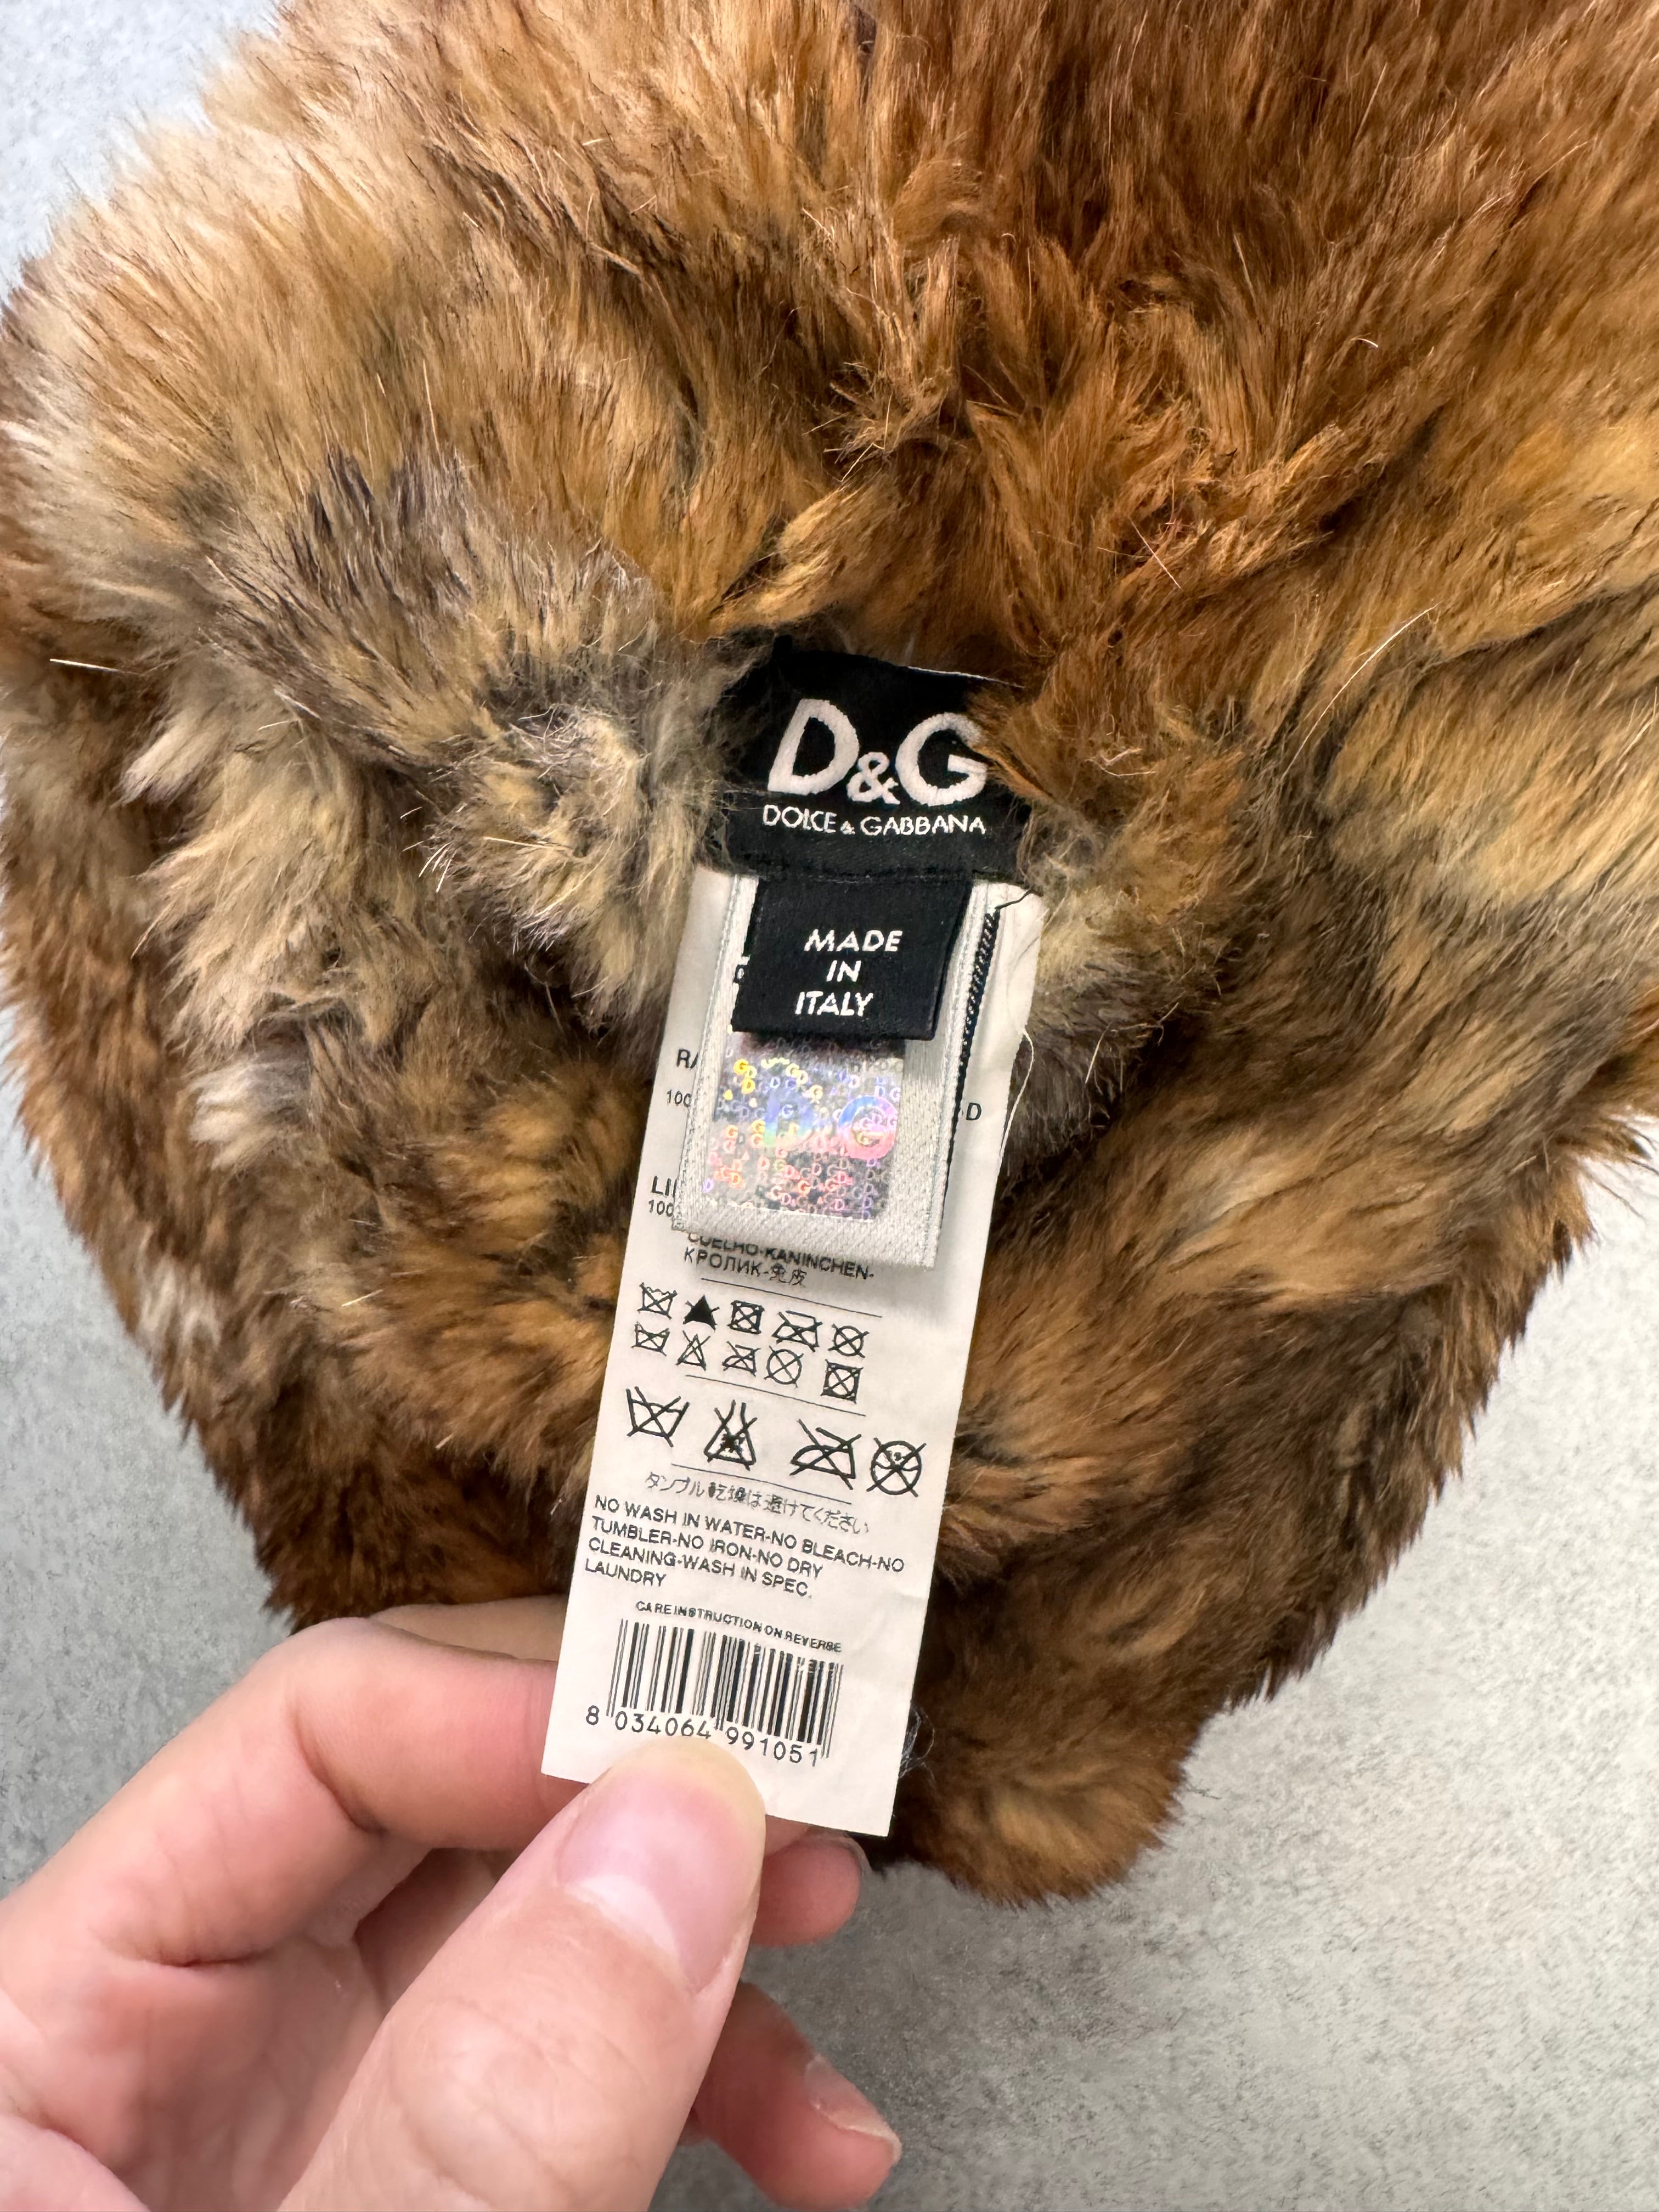 D&G
DOLCE & GABBANA
MADE
IN
ITALY
100
D
100
COELHO-KANINCHEN-
КРОЛИК-兔皮
タンブル乾燥は避けてください
NO WASH IN WATER-NO BLEACH-NO
TUMBLER-NO IRON-NO DRY
CLEANING-WASH IN SPEC.
LAUNDRY
CARE INSTRUCTION ON REVERSE
8 034064 991051